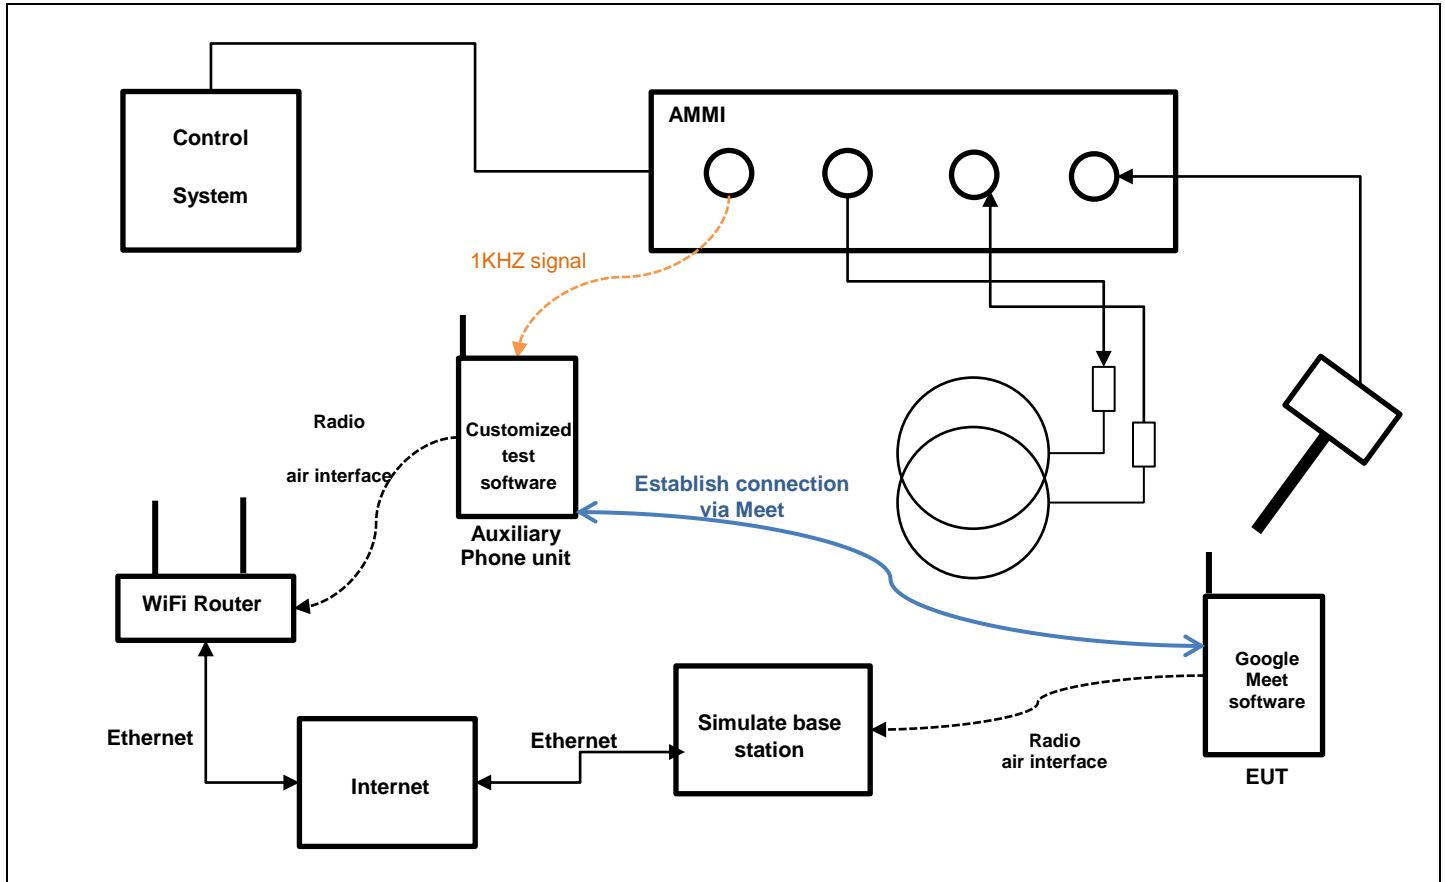 Control
System
AMMI
1KHZ signal
Radio
air interface
Customized
test
software
Auxiliary
Phone unit
Establish connection
via Meet
WiFi Router
Ethernet
Internet
Ethernet
Simulate base
station
Radio
air interface
Google
Meet
software
EUT